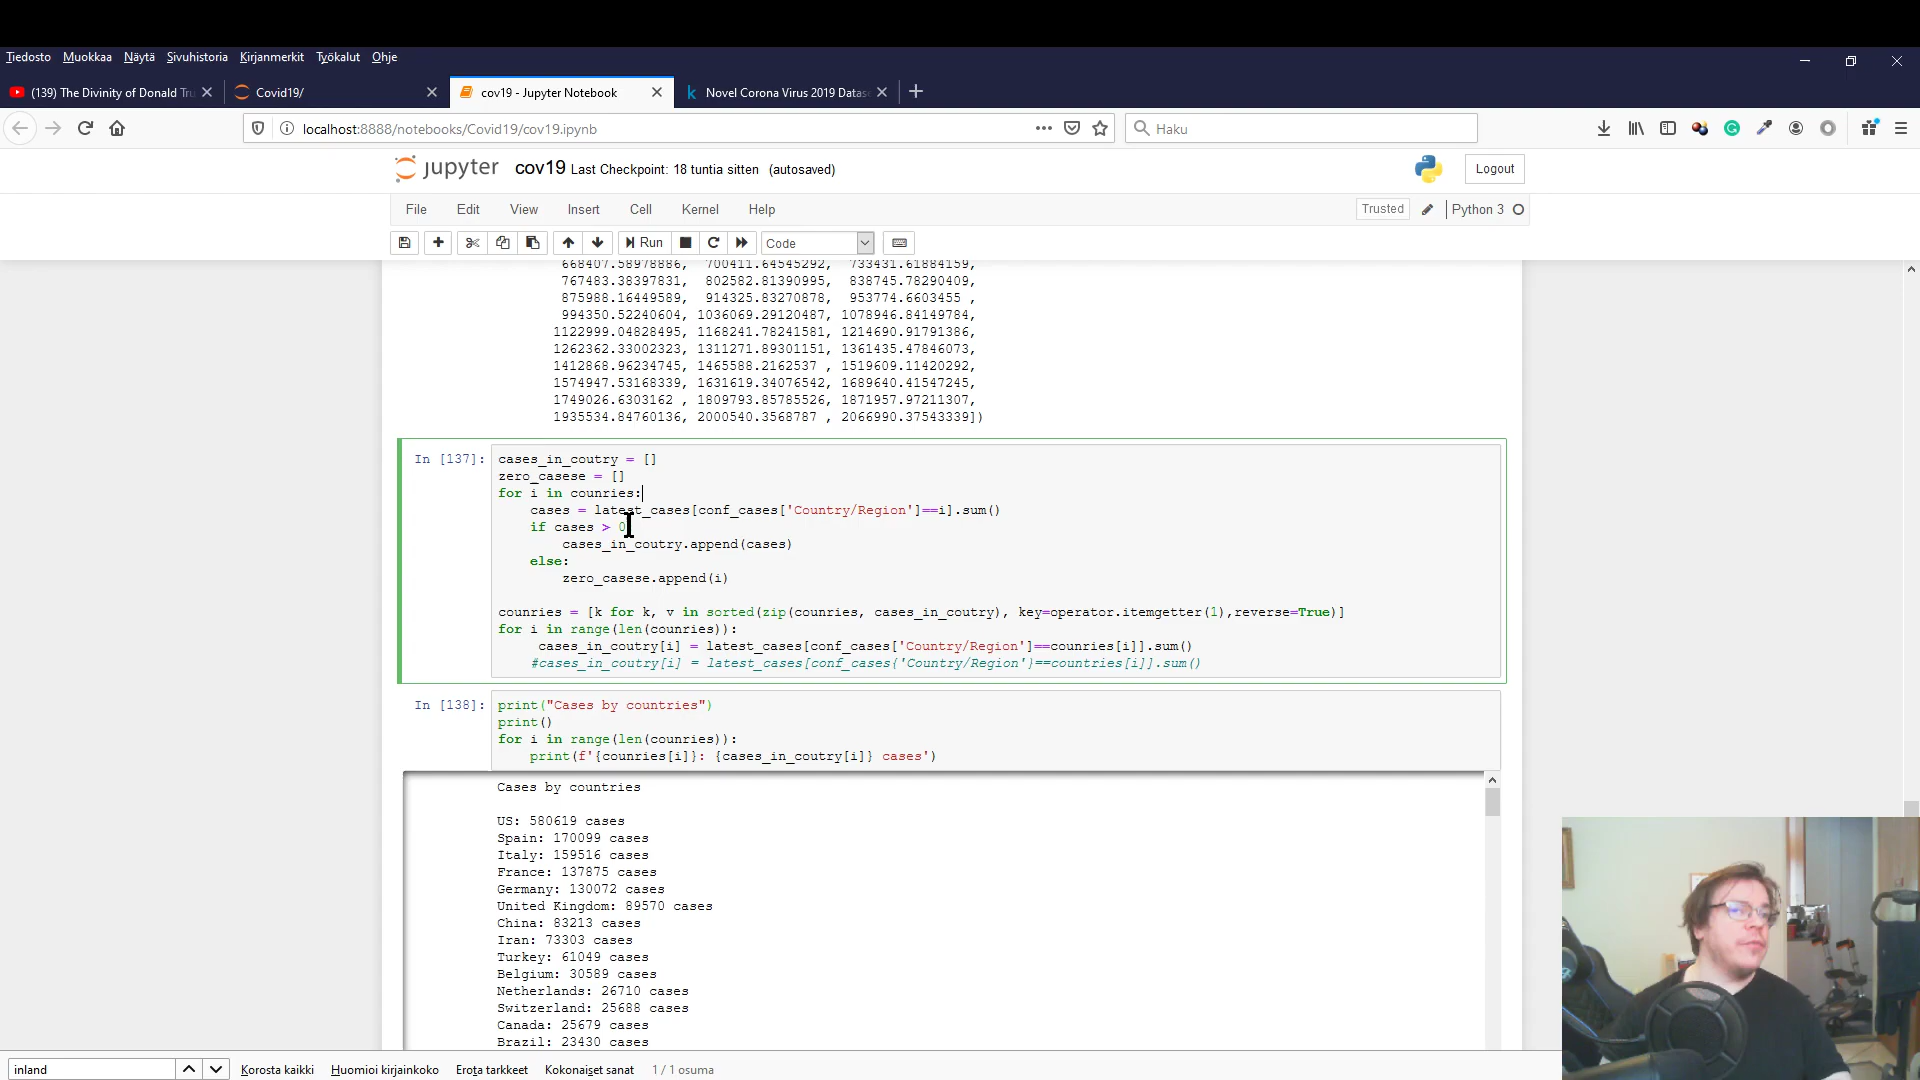 Tiedosto Muokkaa Näytä Sivuhistoria Kirjanmerkit Työkalut Ohje
(139) The Divinity of Donald Tru
Covid19/
cov19 - Jupyter Notebook
Novel Corona Virus 2019 Datas
localhost:8888/notebooks/Covid19/cov19.ipynb
Haku
jupyter cov19 Last Checkpoint: 18 tuntia sitten (autosaved)
Logout
File Edit View Insert Cell Kernel Help
Trusted Python 3
Run Code
668407.58978886, 700411.64545292, 733431.61884159,
767483.38397831, 802582.81390995, 838745.78290409,
875988.16449589, 914325.83270878, 953774.6603455 ,
994350.52240604, 1036069.29120487, 1078946.84149784,
1122999.04828495, 1168241.78241581, 1214690.91791386,
1262362.33002323, 1311271.89301151, 1361435.47846073,
1412868.96234745, 1465588.2162537 , 1519609.11420292,
1574947.53168339, 1631619.34076542, 1689640.41547245,
1749026.6303162 , 1809793.85785526, 1871957.97211307,
1935534.84760136, 2000540.3568787 , 2066990.37543339])
In [137]:
cases_in_coutry = []
zero_casese = []
for i in counries:
cases = latest_cases[conf_cases['Country/Region']==i].sum()
if cases > 0
cases_in_coutry.append(cases)
else:
zero_casese.append(i)
counries = [k for k, v in sorted(zip(counries, cases_in_coutry), key=operator.itemgetter(1),reverse=True)]
for i in range(len(counries)):
cases_in_coutry[i] = latest_cases[conf_cases['Country/Region']==counries[i]].sum()
#cases_in_coutry[i] = latest_cases[conf_cases{'Country/Region'}==countries[i]].sum()
In [138]:
print("Cases by countries")
print()
for i in range(len(counries)):
print(f'{counries[i]}: {cases_in_coutry[i]} cases')
Cases by countries
US: 580619 cases
Spain: 170099 cases
Italy: 159516 cases
France: 137875 cases
Germany: 130072 cases
United Kingdom: 89570 cases
China: 83213 cases
Iran: 73303 cases
Turkey: 61049 cases
Belgium: 30589 cases
Netherlands: 26710 cases
Switzerland: 25688 cases
Canada: 25679 cases
Brazil: 23430 cases
inland
Korosta kaikki Huomioi kirjainkoko Erota tarkkeet Kokonaiset sanat 1 / 1 osuma